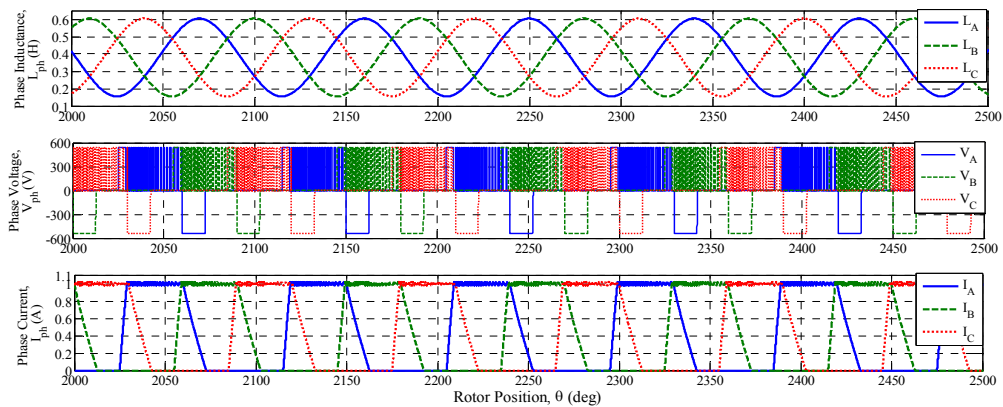 Phase Inductance,
L_ph (H)
0.6
0.5
0.4
0.3
0.2
0.1
L_A
L_B
L_C
2000 2050 2100 2150 2200 2250 2300 2350 2400 2450 2500
Phase Voltage,
V_ph (V)
600
300
0
-300
-600
V_A
V_B
V_C
2000 2050 2100 2150 2200 2250 2300 2350 2400 2450 2500
Phase Current,
I_ph (A)
1.1
1
0.8
0.6
0.4
0.2
0
I_A
I_B
I_C
2000 2050 2100 2150 2200 2250 2300 2350 2400 2450 2500
Rotor Position, θ (deg)